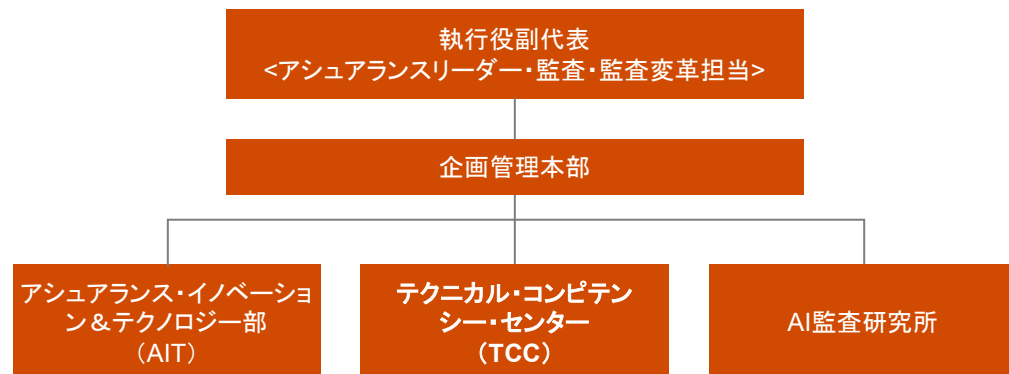 執行役副代表
<アシュアランスリーダー・監査・監査変革担当>
企画管理本部
アシュアランス・イノベーショ
ン＆テクノロジー部
（AIT）
テクニカル・コンピテン
シー・センター
（TCC）
AI監査研究所